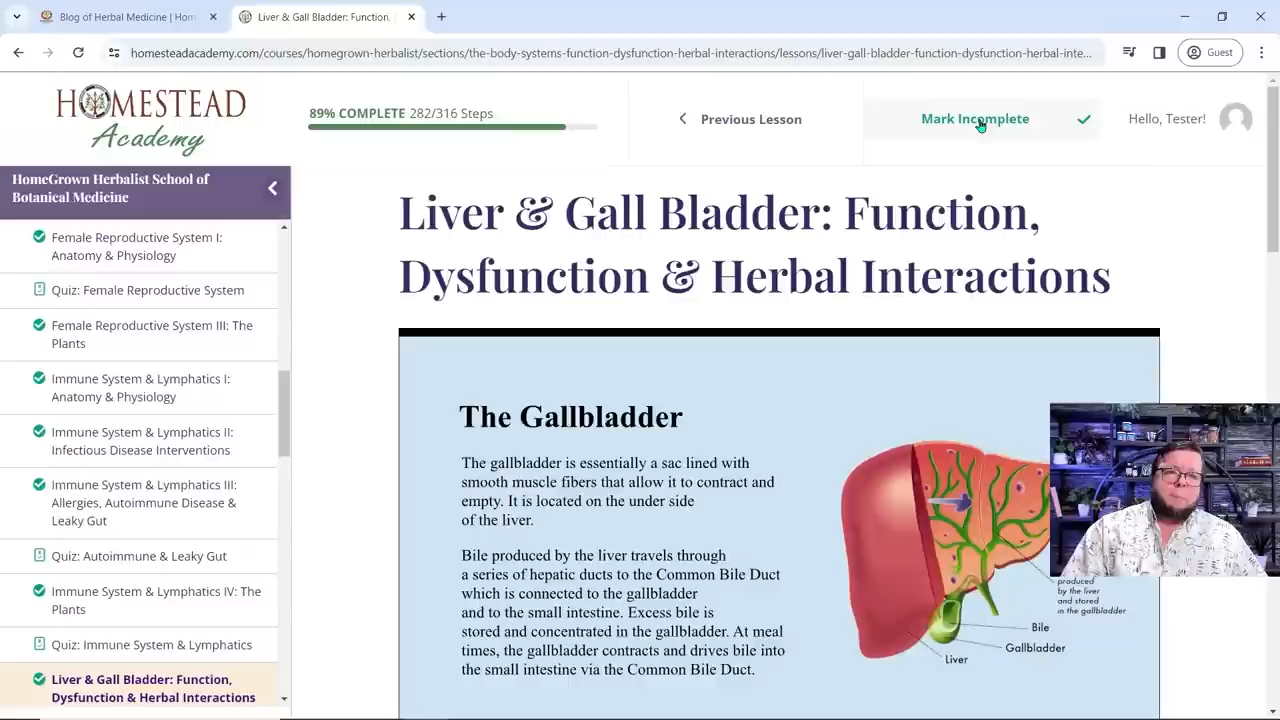 Blog of Herbal Medicine | Hom
Liver & Gall Bladder: Function,
homesteadacademy.com/courses/homegrown-herbalist/sections/the-body-systems-function-dysfunction-herbal-interactions/lessons/liver-gall-bladder-function-dysfunction-herbal-inte...
Guest
HOMESTEAD
Academy
89% COMPLETE 282/316 Steps
Previous Lesson
Mark Incomplete
Hello, Tester!
HomeGrown Herbalist School of
Botanical Medicine
Female Reproductive System I:
Anatomy & Physiology
Quiz: Female Reproductive System
Female Reproductive System III: The
Plants
Immune System & Lymphatics I:
Anatomy & Physiology
Immune System & Lymphatics II:
Infectious Disease Interventions
Immune System & Lymphatics III:
Allergies, Autoimmune Disease &
Leaky Gut
Quiz: Autoimmune & Leaky Gut
Immune System & Lymphatics IV: The
Plants
Quiz: Immune System & Lymphatics
Liver & Gall Bladder: Function,
Dysfunction & Herbal Interactions
Liver & Gall Bladder: Function,
Dysfunction & Herbal Interactions
The Gallbladder
The gallbladder is essentially a sac lined with
smooth muscle fibers that allow it to contract and
empty. It is located on the under side
of the liver.
Bile produced by the liver travels through
a series of hepatic ducts to the Common Bile Duct
which is connected to the gallbladder
and to the small intestine. Excess bile is
stored and concentrated in the gallbladder. At meal
times, the gallbladder contracts and drives bile into
the small intestine via the Common Bile Duct.
produced
by the liver
and stored
in the gallbladder
Bile
Gallbladder
Liver